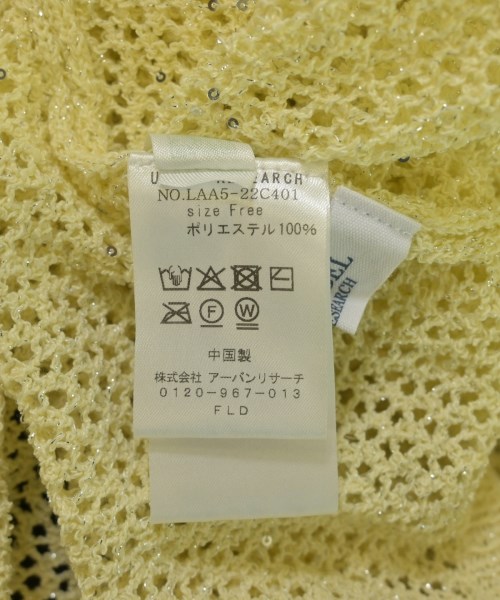 NO.LAA5-22C401
size Free
ポリエステル100%
F W
中国製
株式会社 アーバンリサーチ
0120-967-013
FLD